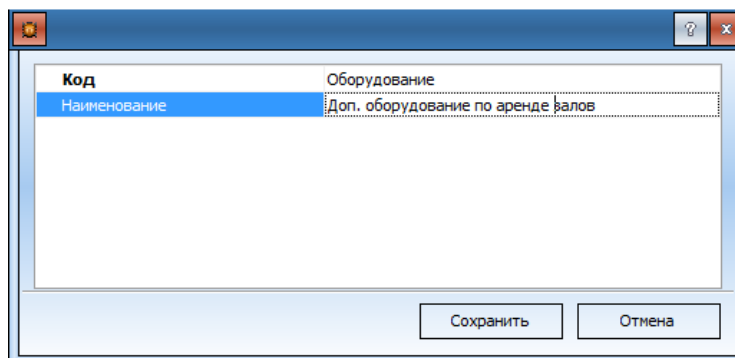 Код Оборудование
Наименование Доп. оборудование по аренде залов
Сохранить Отмена